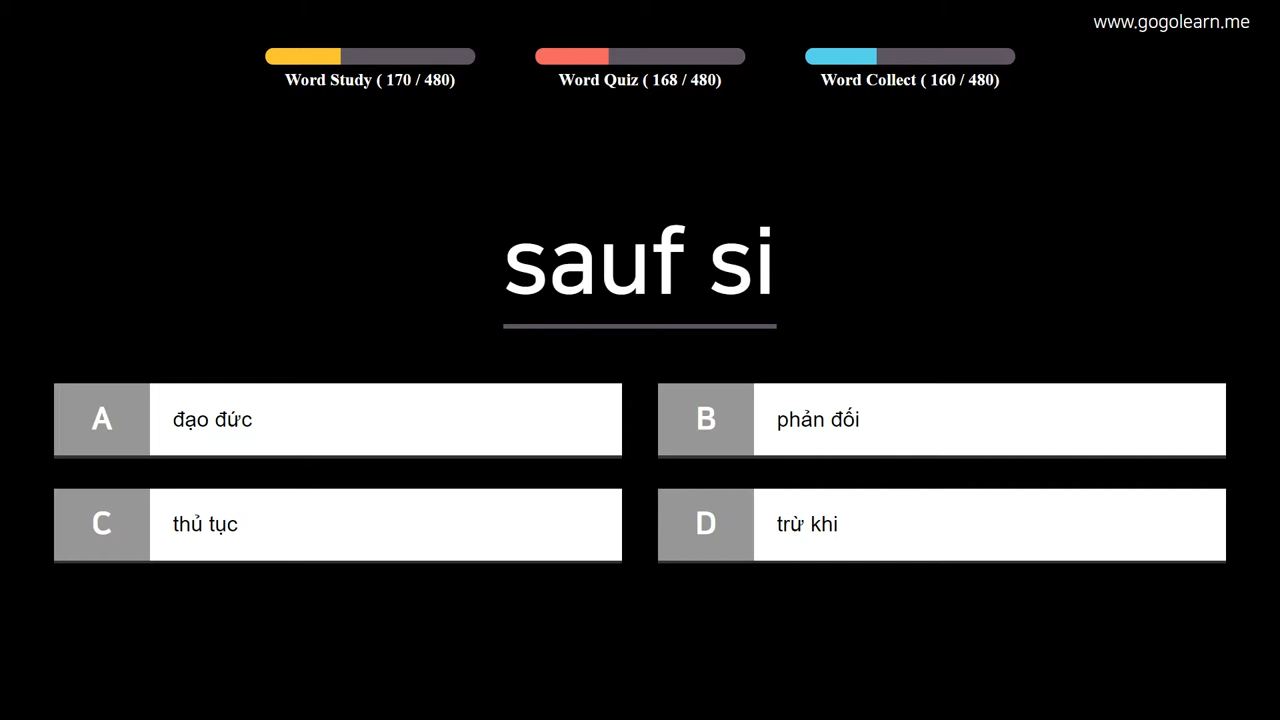 www.gogolearn.me
Word Study ( 170 / 480)
Word Quiz ( 168 / 480)
Word Collect ( 160 / 480)
sauf si
A đạo đức
B phản đối
C thủ tục
D trừ khi